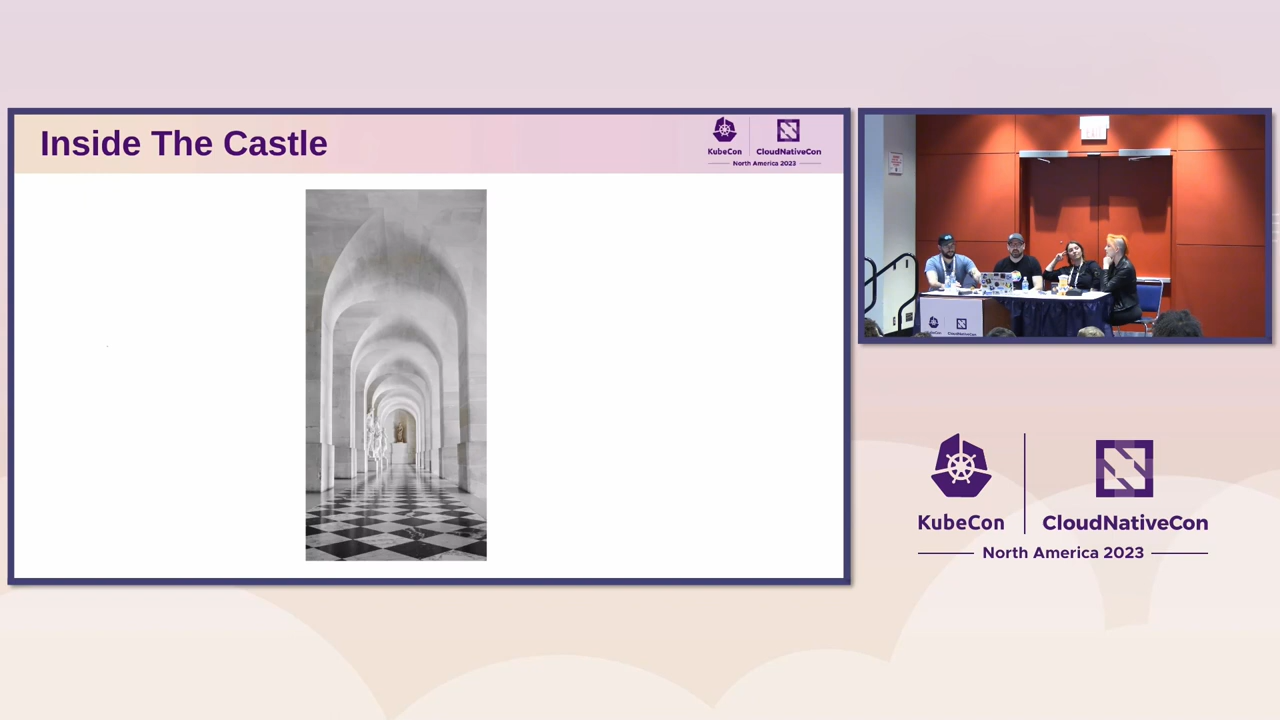 Inside The Castle
KubeCon
CloudNativeCon
North America 2023
KubeCon
CloudNativeCon
North America 2023